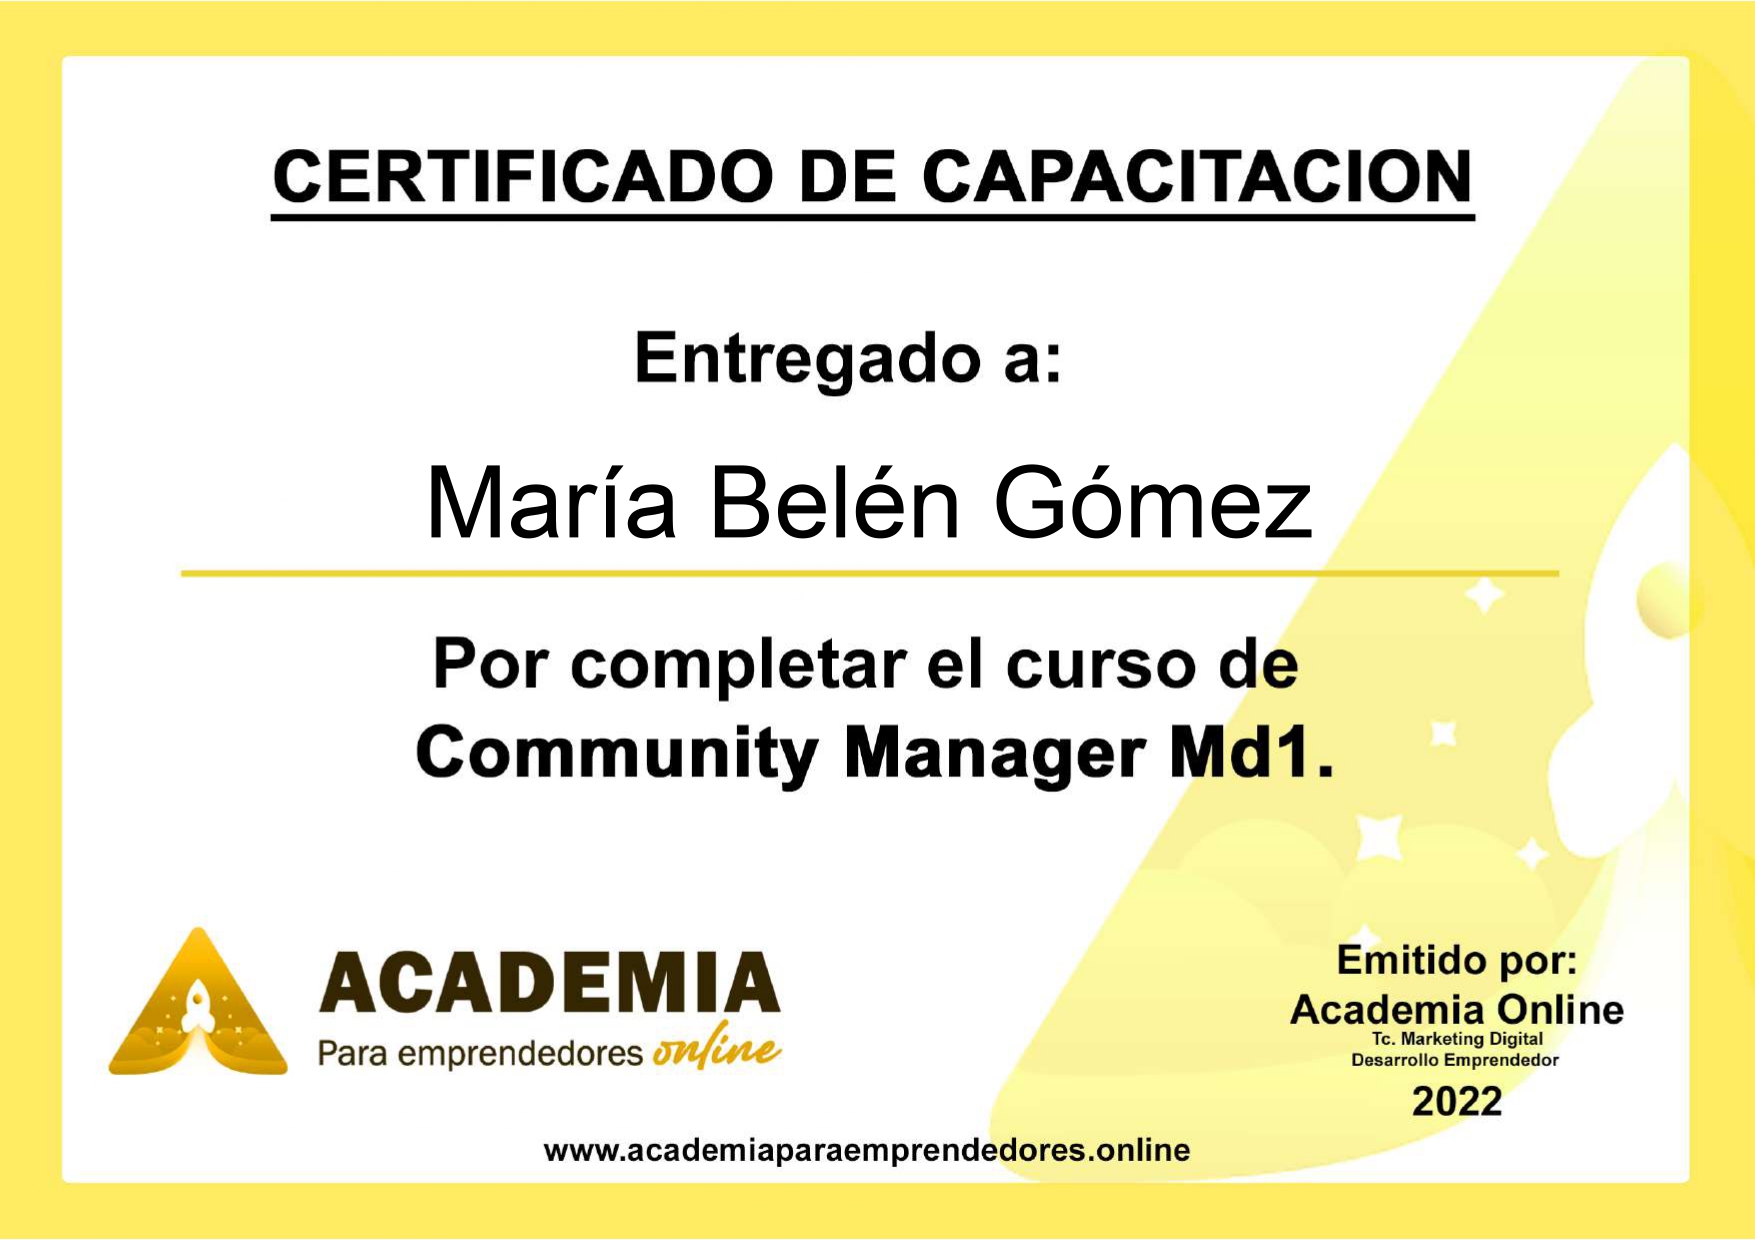 CERTIFICADO DE CAPACITACION
Entregado a:
María Belén Gómez
Por completar el curso de
Community Manager Md1.
ACADEMIA
Para emprendedores online
Emitido por:
Academia Online
Tc. Marketing Digital
Desarrollo Emprendedor
2022
www.academiaparaemprendedores.online